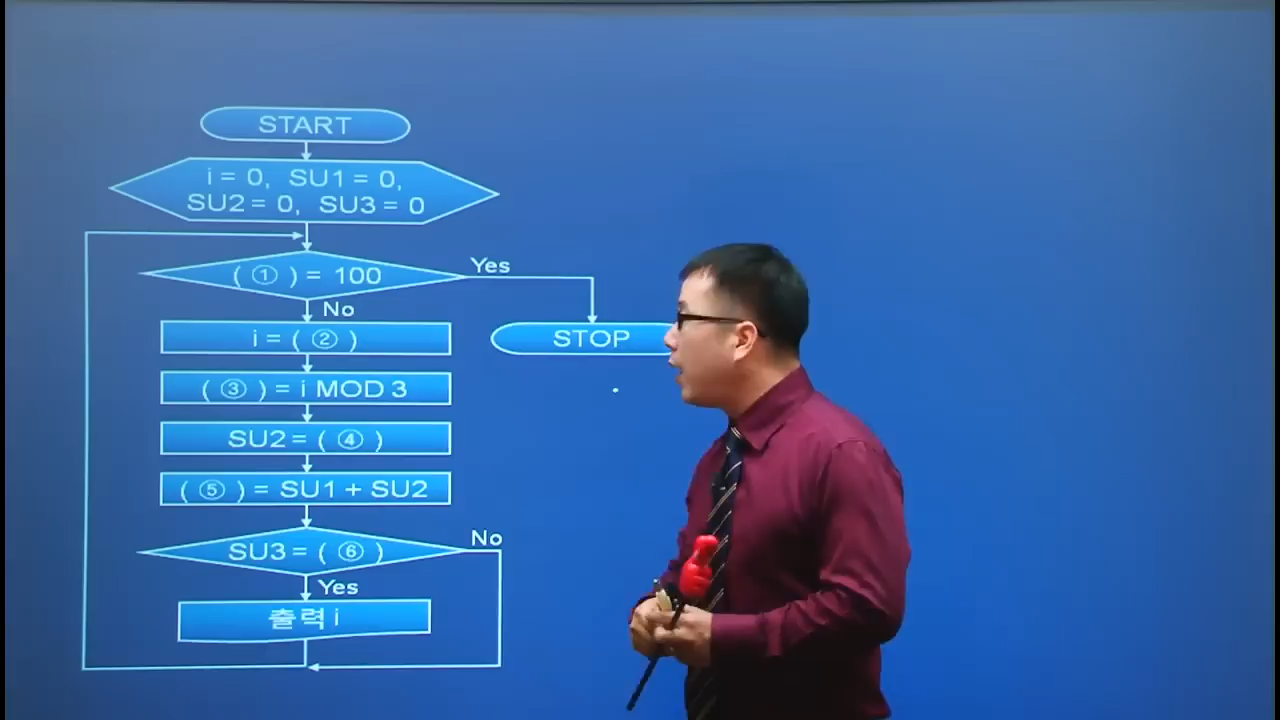 START
i = 0, SU1 = 0,
SU2 = 0, SU3 = 0
( ① ) = 100
Yes
No
i = ( ② )
STOP
( ③ ) = i MOD 3
SU2 = ( ④ )
( ⑤ ) = SU1 + SU2
SU3 = ( ⑥ )
No
Yes
출력 i